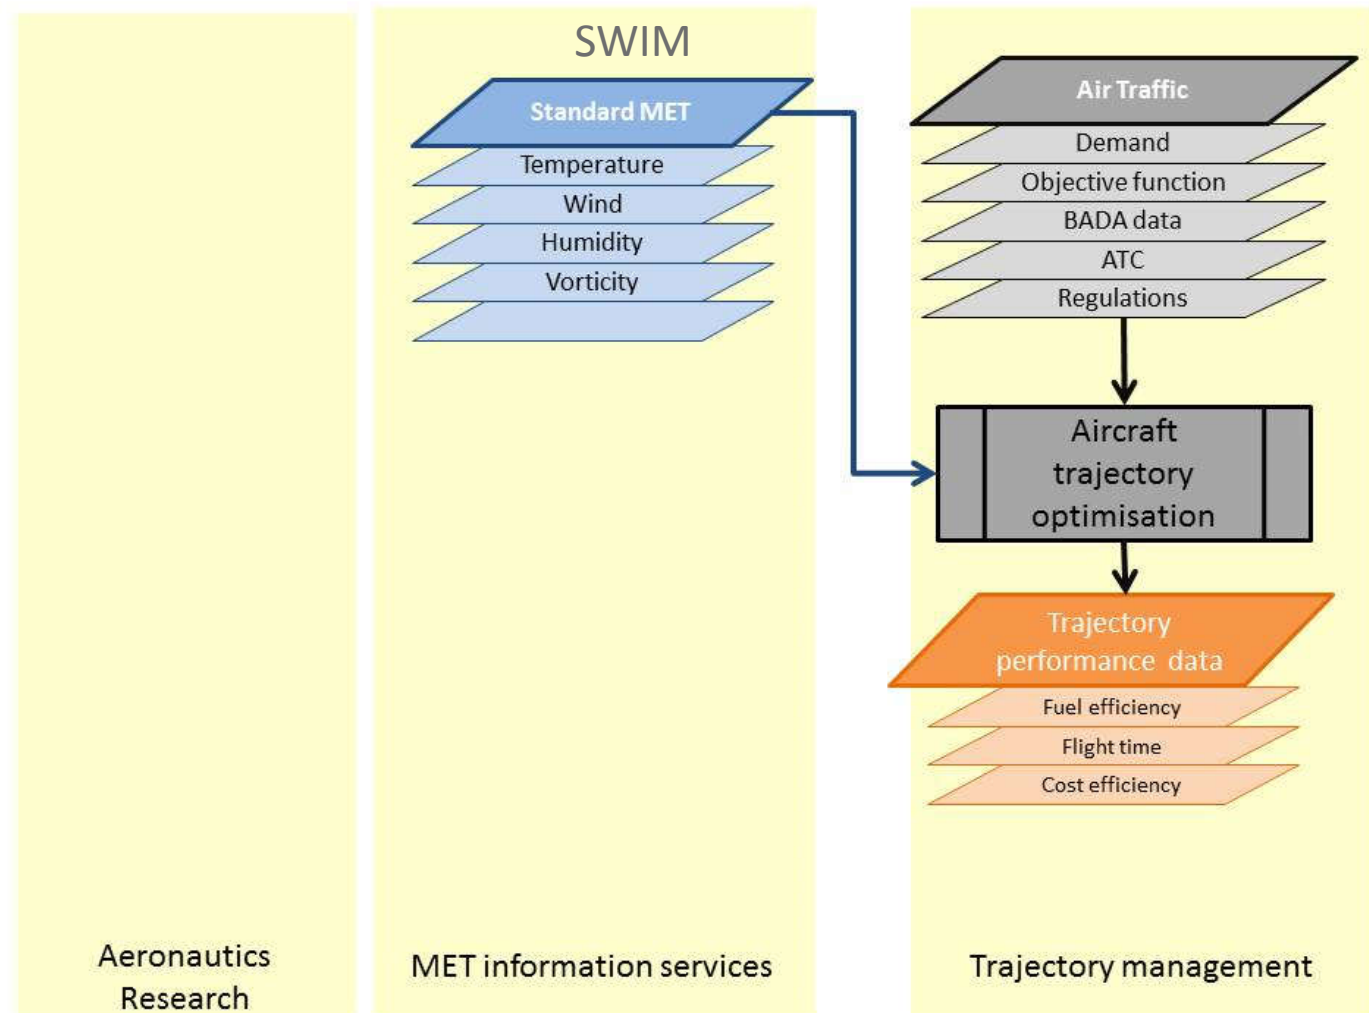 SWIM
Standard MET
Temperature
Wind
Humidity
Vorticity
Air Traffic
Demand
Objective function
BADA data
ATC
Regulations
Aircraft
trajectory
optimisation
Trajectory
performance data
Fuel efficiency
Flight time
Cost efficiency
Aeronautics
Research
MET information services
Trajectory management